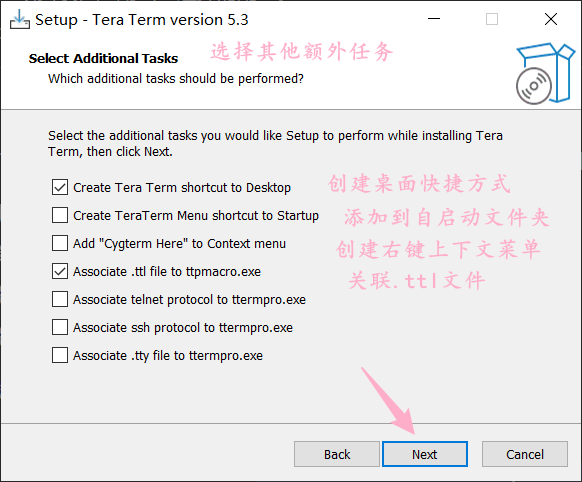 Setup - Tera Term version 5.3
选择其他额外任务
Select Additional Tasks
Which additional tasks should be performed?
Select the additional tasks you would like Setup to perform while installing Tera
Term, then click Next.
Create Tera Term shortcut to Desktop
创建桌面快捷方式
Create TeraTerm Menu shortcut to Startup
添加到自启动文件夹
Add "Cygterm Here" to Context menu
创建右键上下文菜单
Associate .ttl file to ttpmacro.exe
关联.ttl文件
Associate telnet protocol to ttermpro.exe
Associate ssh protocol to ttermpro.exe
Associate .tty file to ttermpro.exe
Back
Next
Cancel